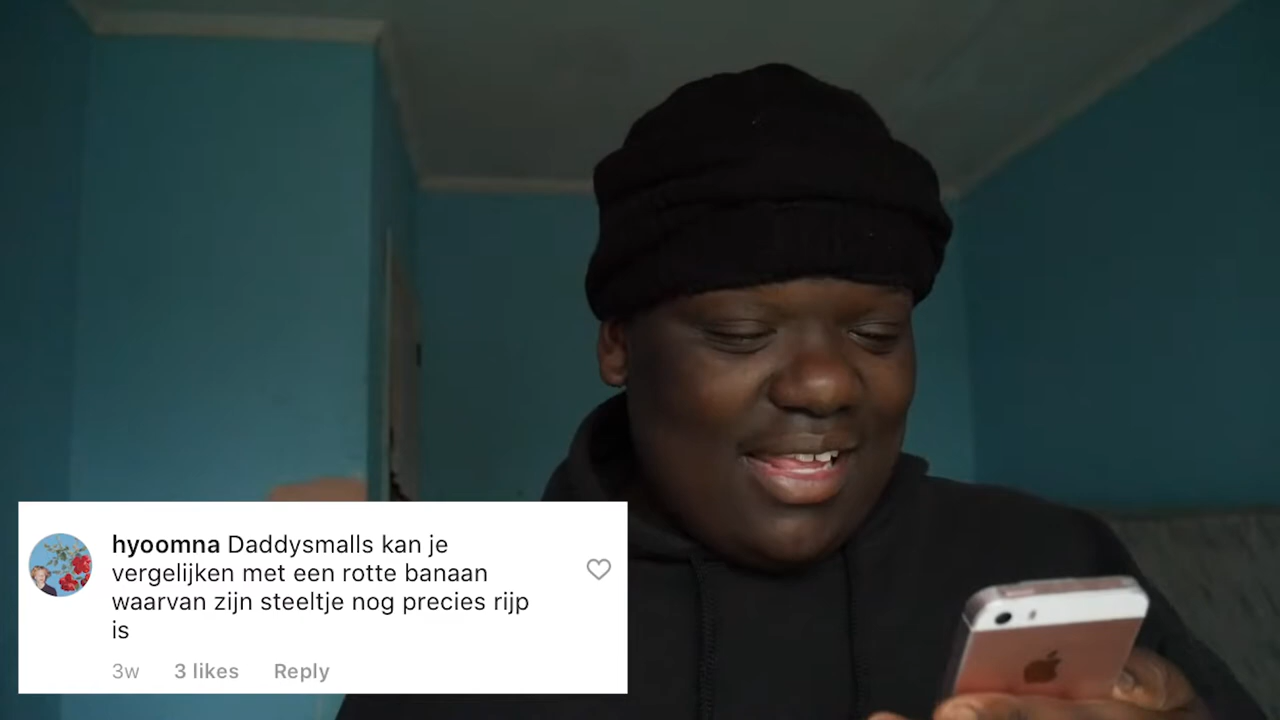 hyoomna Daddysmalls kan je
vergelijken met een rotte banaan
waarvan zijn steeltje nog precies rijp
is
3w 3 likes Reply